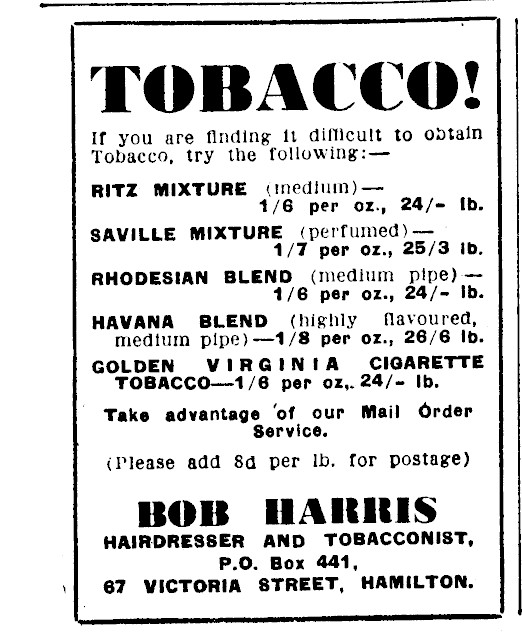 TOBACCO!
If you are finding it difficult to obtain
Tobacco, try the following:—
RITZ MIXTURE (medium)—
1/6 per oz., 24/- lb.
SAVILLE MIXTURE (perfumed)—
1/7 per oz., 25/3 lb.
RHODESIAN BLEND (medium pipe)—
1/6 per oz., 24/- lb.
HAVANA BLEND (highly flavoured,
medium pipe)—1/8 per oz., 26/6 lb.
GOLDEN VIRGINIA CIGARETTE
TOBACCO—1/6 per oz., 24/- lb.
Take advantage of our Mail Order
Service.
(Please add 8d per lb. for postage)
BOB HARRIS
HAIRDRESSER AND TOBACCONIST,
P.O. Box 441,
67 VICTORIA STREET, HAMILTON.